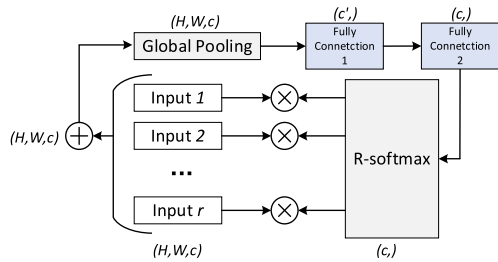 (H,W,c)
(c',)
(c,)
Global Pooling
Fully
Connetction
1
Fully
Connetction
2
Input 1
Input 2
...
Input r
R-softmax
(H,W,c)
(H,W,c)
(c,)